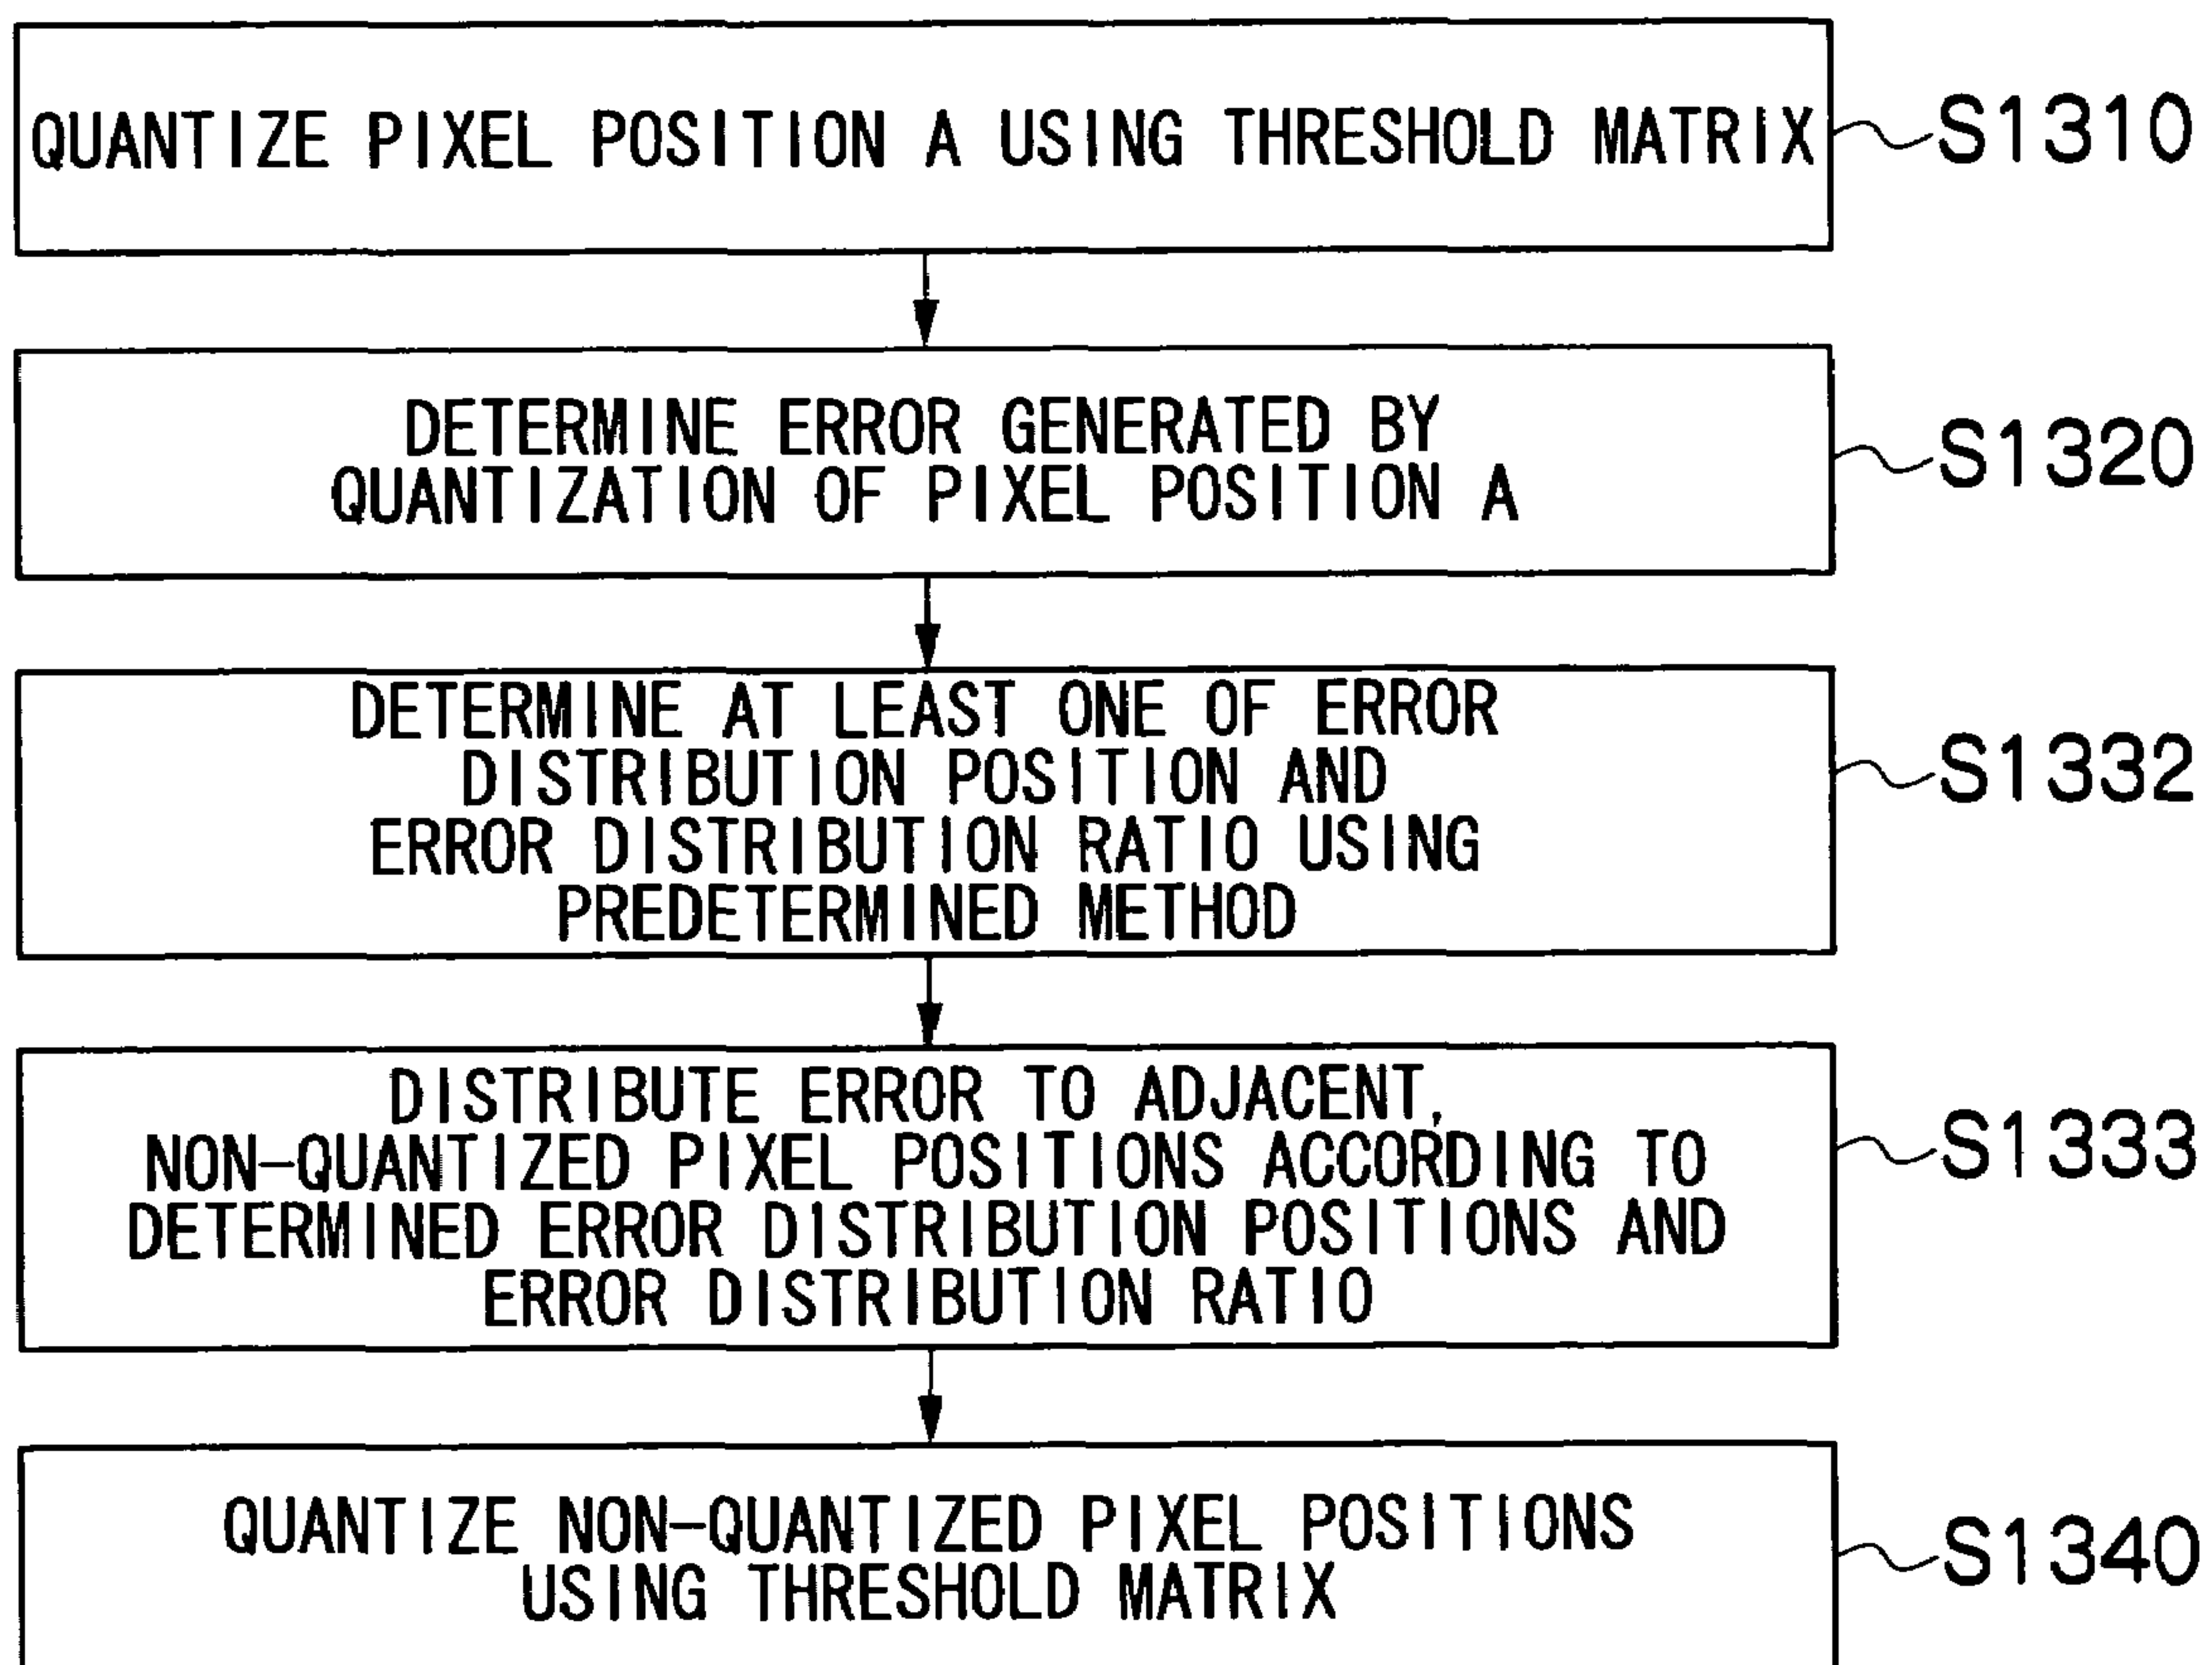 QUANTIZE PIXEL POSITION A USING THRESHOLD MATRIX
S1310
DETERMINE ERROR GENERATED BY
QUANTIZATION OF PIXEL POSITION A
S1320
DETERMINE AT LEAST ONE OF ERROR
DISTRIBUTION POSITION AND
ERROR DISTRIBUTION RATIO USING
PREDETERMINED METHOD
S1332
DISTRIBUTE ERROR TO ADJACENT,
NON-QUANTIZED PIXEL POSITIONS ACCORDING TO
DETERMINED ERROR DISTRIBUTION POSITIONS AND
ERROR DISTRIBUTION RATIO
S1333
QUANTIZE NON-QUANTIZED PIXEL POSITIONS
USING THRESHOLD MATRIX
S1340